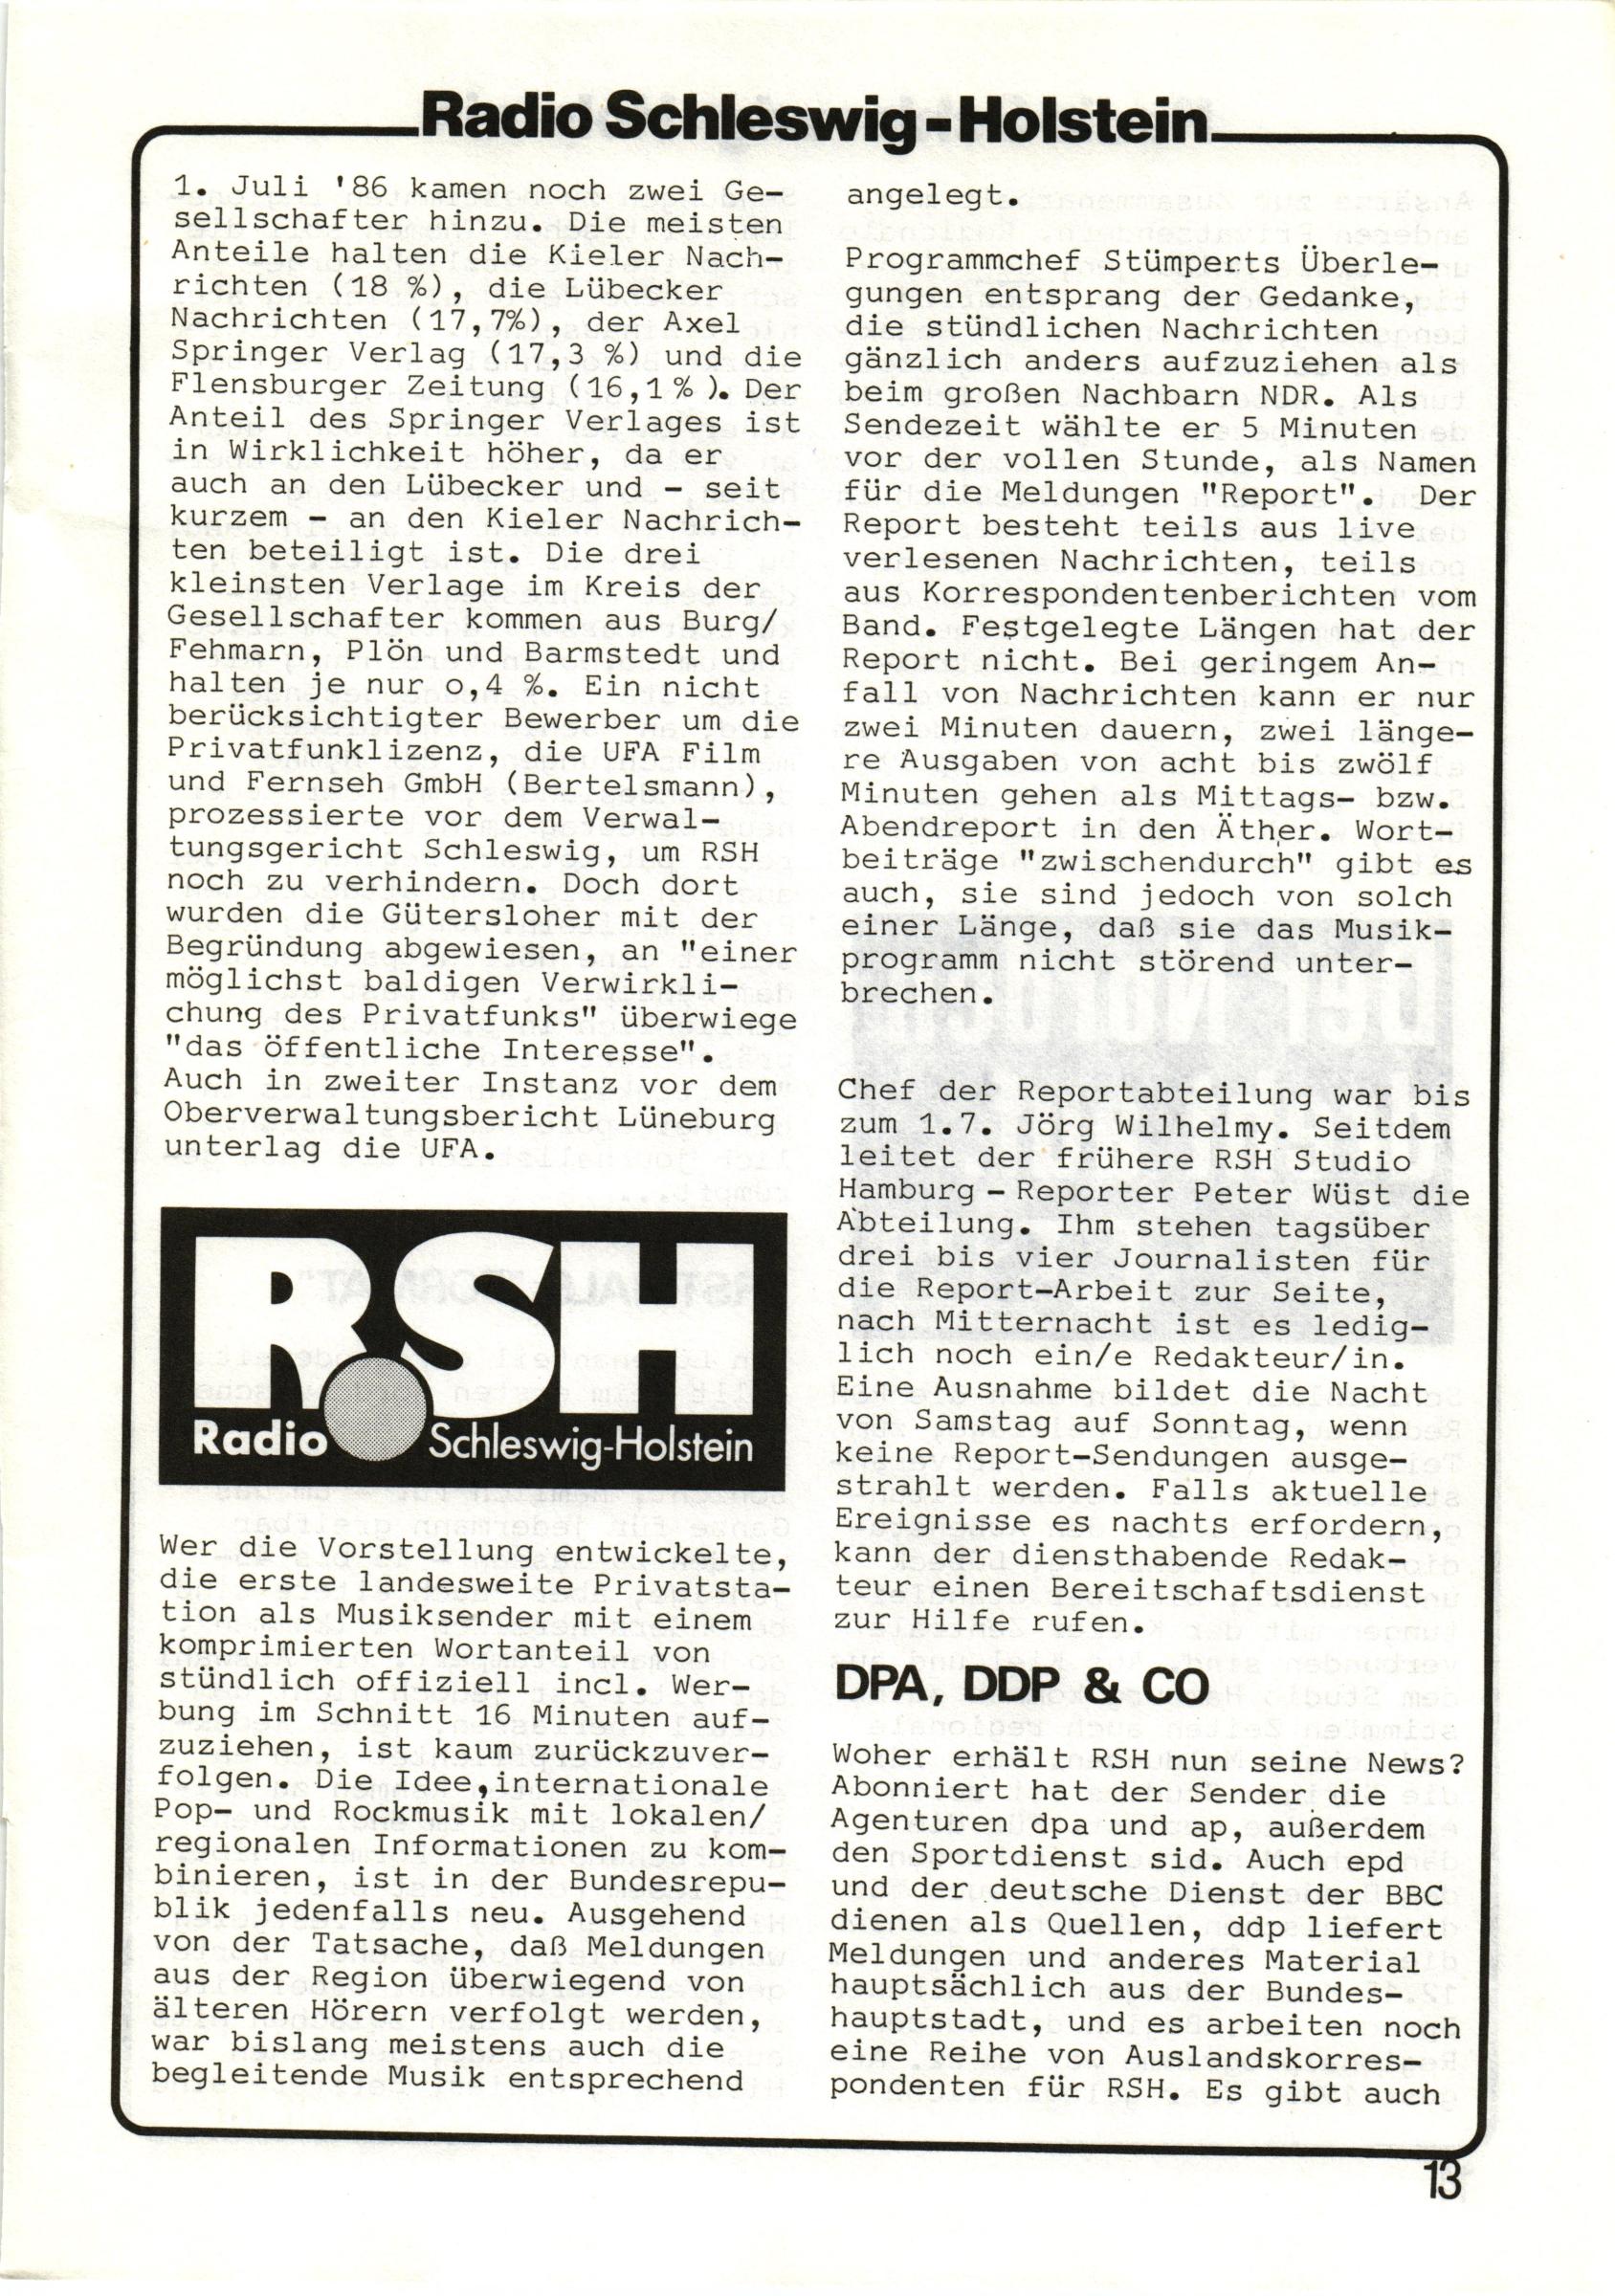 Radio Schleswig-Holstein
1. Juli '86 kamen noch zwei Ge-
sellschafter hinzu. Die meisten
Anteile halten die Kieler Nach-
richten (18 %), die Lübecker
Nachrichten (17,7%), der Axel
Springer Verlag (17,3 %) und die
Flensburger Zeitung (16,1%). Der
Anteil des Springer Verlages ist
in Wirklichkeit höher, da er
auch an den Lübecker und - seit
kurzem - an den Kieler Nachrich-
ten beteiligt ist. Die drei
kleinsten Verlage im Kreis der
Gesellschafter kommen aus Burg/
Fehmarn, Plön und Barmstedt und
halten je nur o,4 %. Ein nicht
berücksichtigter Bewerber um die
Privatfunklizenz, die UFA Film
und Fernseh GmbH (Bertelsmann),
prozessierte vor dem Verwal-
tungsgericht Schleswig, um RSH
noch zu verhindern. Doch dort
wurden die Gütersloher mit der
Begründung abgewiesen, an "einer
möglichst baldigen Verwirkli-
chung des Privatfunks" überwiege
"das öffentliche Interesse".
Auch in zweiter Instanz vor dem
Oberverwaltungsbericht Lüneburg
unterlag die UFA.
RSH
Radio Schleswig-Holstein
Wer die Vorstellung entwickelte,
die erste landesweite Privatsta-
tion als Musiksender mit einem
komprimierten Wortanteil von
stündlich offiziell incl. Wer-
bung im Schnitt 16 Minuten auf-
zuziehen, ist kaum zurückzuver-
folgen. Die Idee,internationale
Pop- und Rockmusik mit lokalen/
regionalen Informationen zu kom-
binieren, ist in der Bundesrepu-
blik jedenfalls neu. Ausgehend
von der Tatsache, daß Meldungen
aus der Region überwiegend von
älteren Hörern verfolgt werden,
war bislang meistens auch die
begleitende Musik entsprechend
angelegt.
Programmchef Stümperts Überle-
gungen entsprang der Gedanke,
die stündlichen Nachrichten
gänzlich anders aufzuziehen als
beim großen Nachbarn NDR. Als
Sendezeit wählte er 5 Minuten
vor der vollen Stunde, als Namen
für die Meldungen "Report". Der
Report besteht teils aus live
verlesenen Nachrichten, teils
aus Korrespondentenberichten vom
Band. Festgelegte Längen hat der
Report nicht. Bei geringem An-
fall von Nachrichten kann er nur
zwei Minuten dauern, zwei länge-
re Ausgaben von acht bis zwölf
Minuten gehen als Mittags- bzw.
Abendreport in den Äther. Wort-
beiträge "zwischendurch" gibt es
auch, sie sind jedoch von solch
einer Länge, daß sie das Musik-
programm nicht störend unter-
brechen.
Chef der Reportabteilung war bis
zum 1.7. Jörg Wilhelmy. Seitdem
leitet der frühere RSH Studio
Hamburg - Reporter Peter Wüst die
Abteilung. Ihm stehen tagsüber
drei bis vier Journalisten für
die Report-Arbeit zur Seite,
nach Mitternacht ist es ledig-
lich noch ein/e Redakteur/in.
Eine Ausnahme bildet die Nacht
von Samstag auf Sonntag, wenn
keine Report-Sendungen ausge-
strahlt werden. Falls aktuelle
Ereignisse es nachts erfordern,
kann der diensthabende Redak-
teur einen Bereitschaftsdienst
zur Hilfe rufen.
DPA, DDP & CO
Woher erhält RSH nun seine News?
Abonniert hat der Sender die
Agenturen dpa und ap, außerdem
den Sportdienst sid. Auch epd
und der deutsche Dienst der BBC
dienen als Quellen, ddp liefert
Meldungen und anderes Material
hauptsächlich aus der Bundes-
hauptstadt, und es arbeiten noch
eine Reihe von Auslandskorres-
pondenten für RSH. Es gibt auch
13